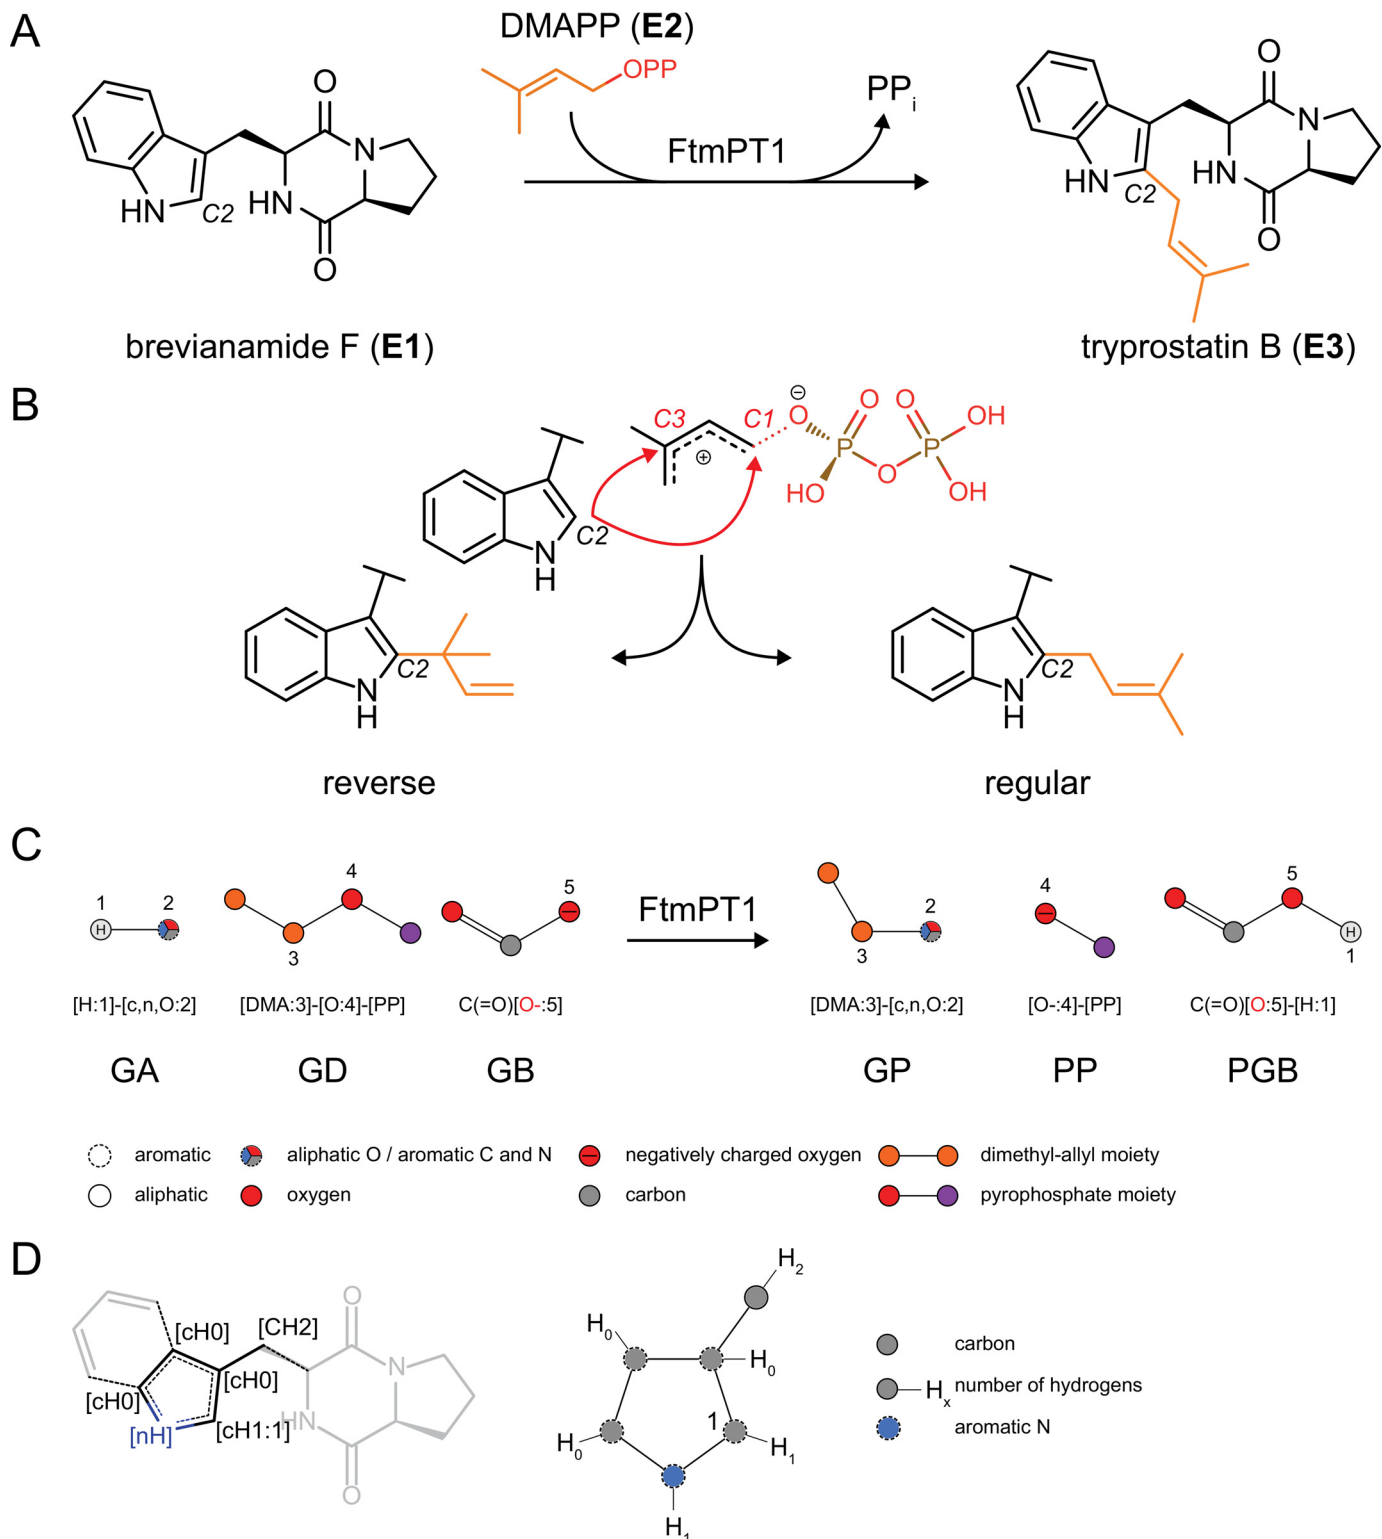 A
DMAPP (E2)
OPP
PPi
FtmPT1
O
N
HN
C2
HN
O
O
N
HN
C2
HN
O
brevianamide F (E1)
tryprostatin B (E3)
B
C3
C1
⊖
O
O
O
OH
P
P
⊕
O
HO
OH
C2
N
H
C2
N
H
C2
N
H
reverse
regular
C
4
5
1
2
H
3
FtmPT1
2
3
4
5
H
1
[H:1]-[c,n,O:2]
[DMA:3]-[O:4]-[PP]
C(=O)[O-:5]
[DMA:3]-[c,n,O:2]
[O-:4]-[PP]
C(=O)[O:5]-[H:1]
GA
GD
GB
GP
PP
PGB
aromatic
aliphatic O / aromatic C and N
negatively charged oxygen
dimethyl-allyl moiety
aliphatic
oxygen
carbon
pyrophosphate moiety
D
O
[cH0]
[CH2]
N
[cH0]
[cH0]
[nH]
[cH1:1]
HN
O
H2
H0
H0
1
H0
H1
H1
carbon
Hx
number of hydrogens
aromatic N